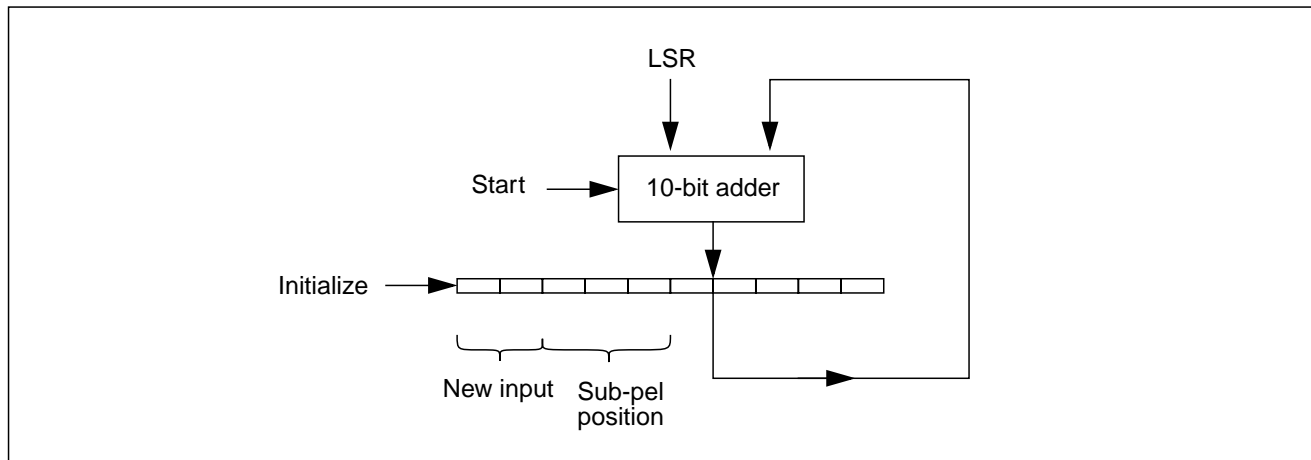 LSR
Start
10-bit adder
Initialize
New input
Sub-pel
position